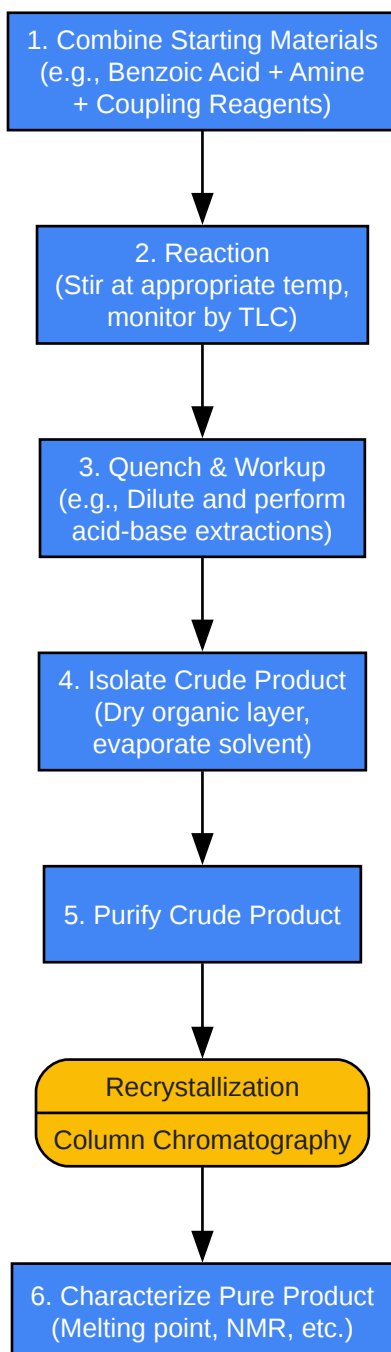 1. Combine Starting Materials
(e.g., Benzoic Acid + Amine
+ Coupling Reagents)
2. Reaction
(Stir at appropriate temp,
monitor by TLC)
3. Quench & Workup
(e.g., Dilute and perform
acid-base extractions)
4. Isolate Crude Product
(Dry organic layer,
evaporate solvent)
5. Purify Crude Product
Recrystallization
Column Chromatography
6. Characterize Pure Product
(Melting point, NMR, etc.)